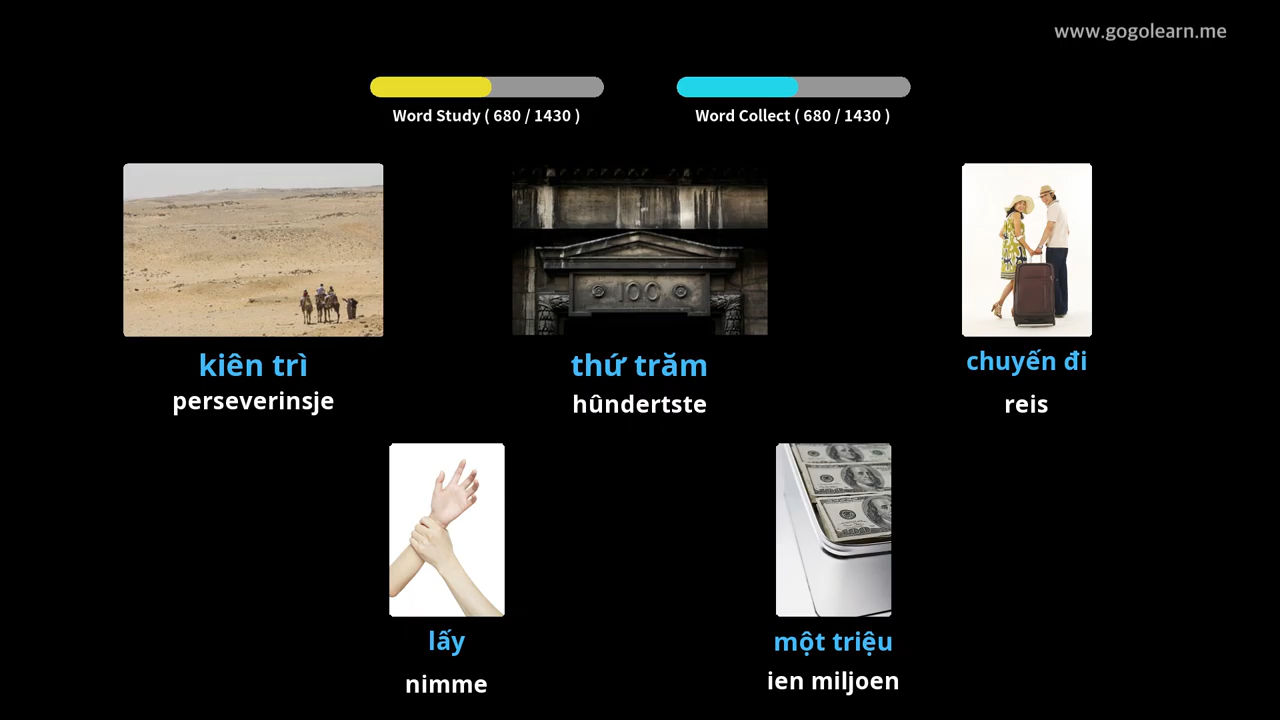 www.gogolearn.me
Word Study ( 680 / 1430 )
Word Collect ( 680 / 1430 )
100
kiên trì
perseverinsje
thứ trăm
hûndertste
chuyến đi
reis
lấy
nimme
một triệu
ien miljoen